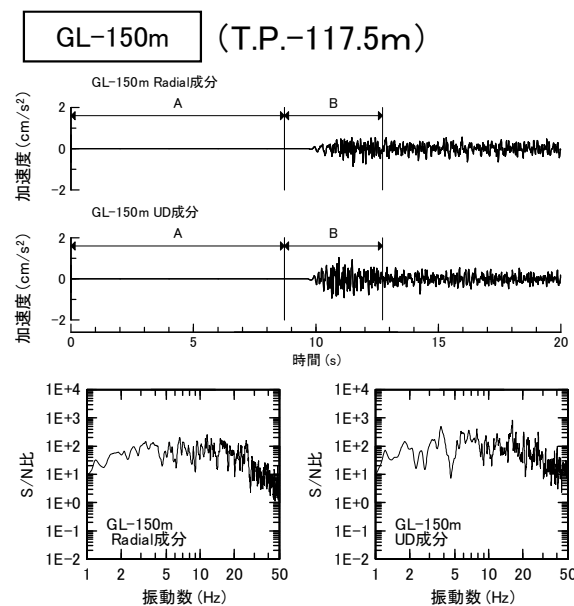 GL-150m (T.P.-117.5m)
GL-150m Radial成分
加速度(cm/s²)
2
0
-2
A
B
GL-150m UD成分
加速度(cm/s²)
2
0
-2
A
B
0 5 10 15 20
時間(s)
S/N比
1E+4
1E+3
1E+2
1E+1
1E+0
1E-1
1E-2
GL-150m
Radial成分
1 2 5 10 20 50
振動数(Hz)
S/N比
1E+4
1E+3
1E+2
1E+1
1E+0
1E-1
1E-2
GL-150m
UD成分
1 2 5 10 20 50
振動数(Hz)